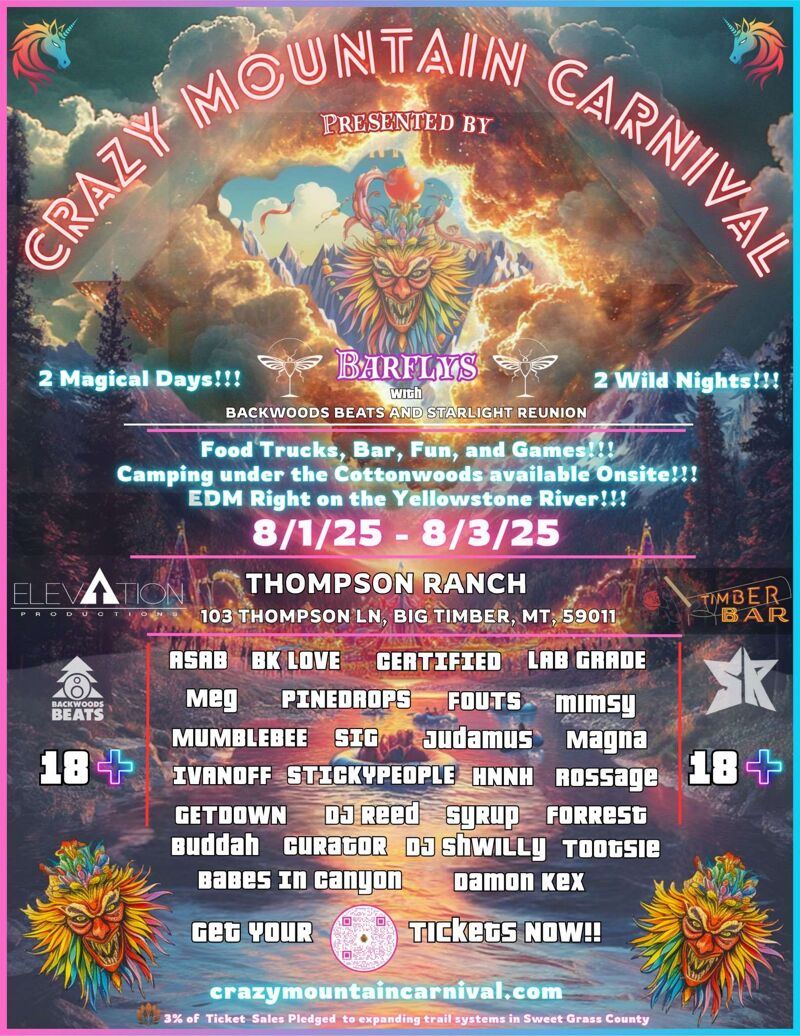 CRAZY MOUNTAIN CARNIVAL
PRESENTED BY
2 Magical Days!!!
BARFLYS
2 Wild Nights!!!
with
BACKWOODS BEATS AND STARLIGHT REUNION
Food Trucks, Bar, Fun, and Games!!!
Camping under the Cottonwoods available Onsite!!!
EDM Right on the Yellowstone River!!!
8/1/25 - 8/3/25
ELEVATION
PRODUCTIONS
THOMPSON RANCH
103 THOMPSON LN, BIG TIMBER, MT, 59011
TIMBER
BAR
ASAB BK LOVE CERTIFIED LAB GRADE
Meg PINEDROPS FOUTS mimsy
MUMBLEBEE SIG Judamus Magna
IVANOFF STICKYPEOPLE HNNH Rossage
GETDOWN DJ Reed Syrup FORREST
Buddah CURATOR DJ ShWILLy TOOTSIE
Babes In Canyon Damon Kex
BACKWOODS
BEATS
SR
18+
18+
Get Your Tickets Now!!
crazymountaincarnival.com
3% of Ticket Sales Pledged to expanding trail systems in Sweet Grass County